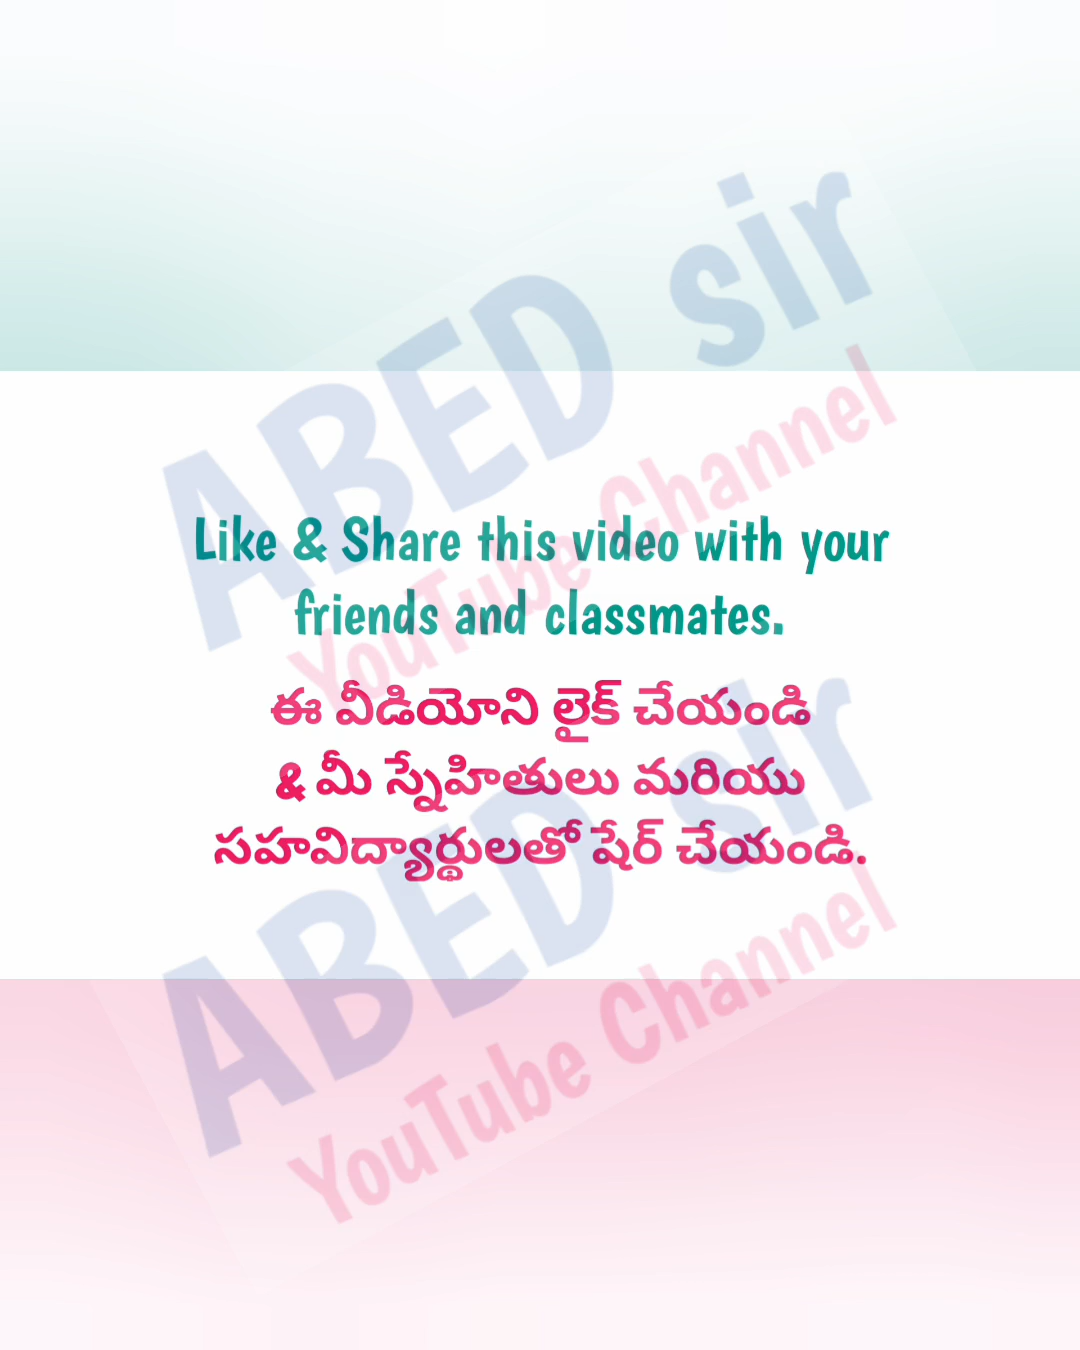 ABED sir
YouTube Channel
Like & Share this video with your
friends and classmates.
ఈ వీడియోని లైక్ చేయండి
& మీ స్నేహితులు మరియు
సహవిద్యార్థులతో షేర్ చేయండి.
ABED sir
YouTube Channel